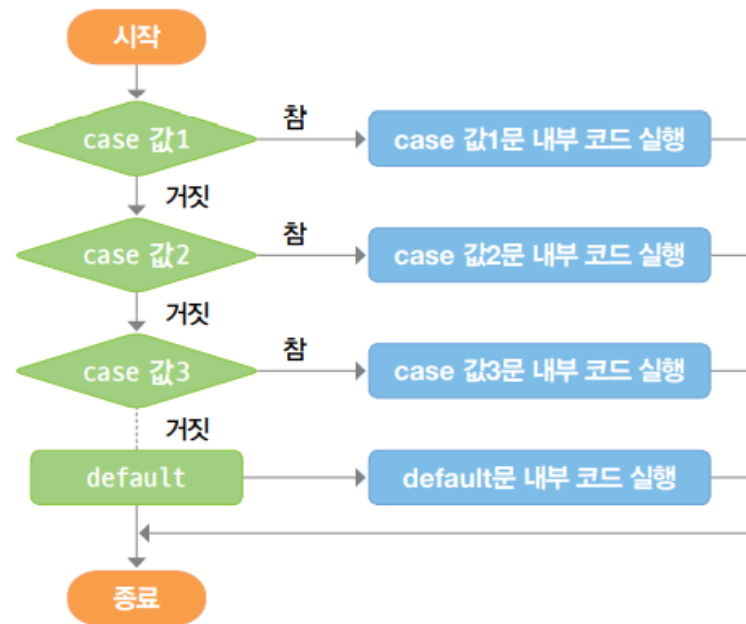 시작
case 값1
참
case 값1문 내부 코드 실행
거짓
case 값2
참
case 값2문 내부 코드 실행
거짓
case 값3
참
case 값3문 내부 코드 실행
거짓
default
default문 내부 코드 실행
종료